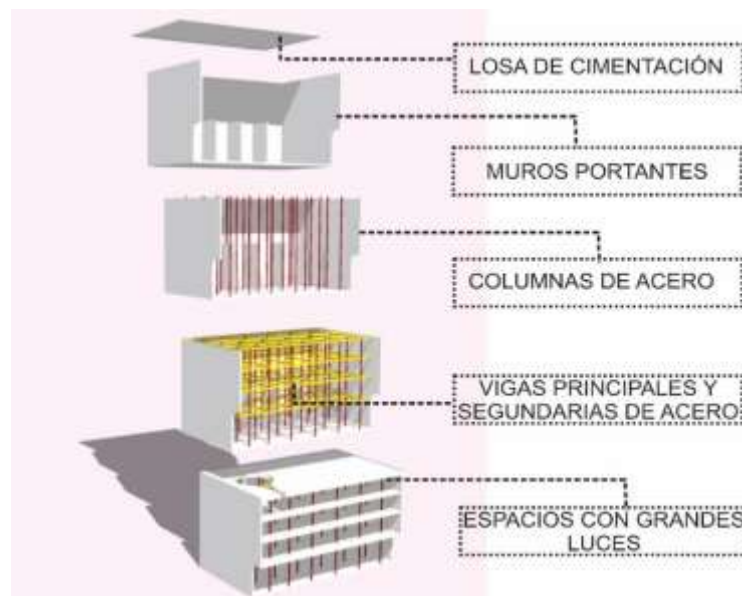 LOSA DE CIMENTACIÓN
MUROS PORTANTES
COLUMNAS DE ACERO
VIGAS PRINCIPALES Y
SEGUNDARIAS DE ACERO
ESPACIOS CON GRANDES
LUCES